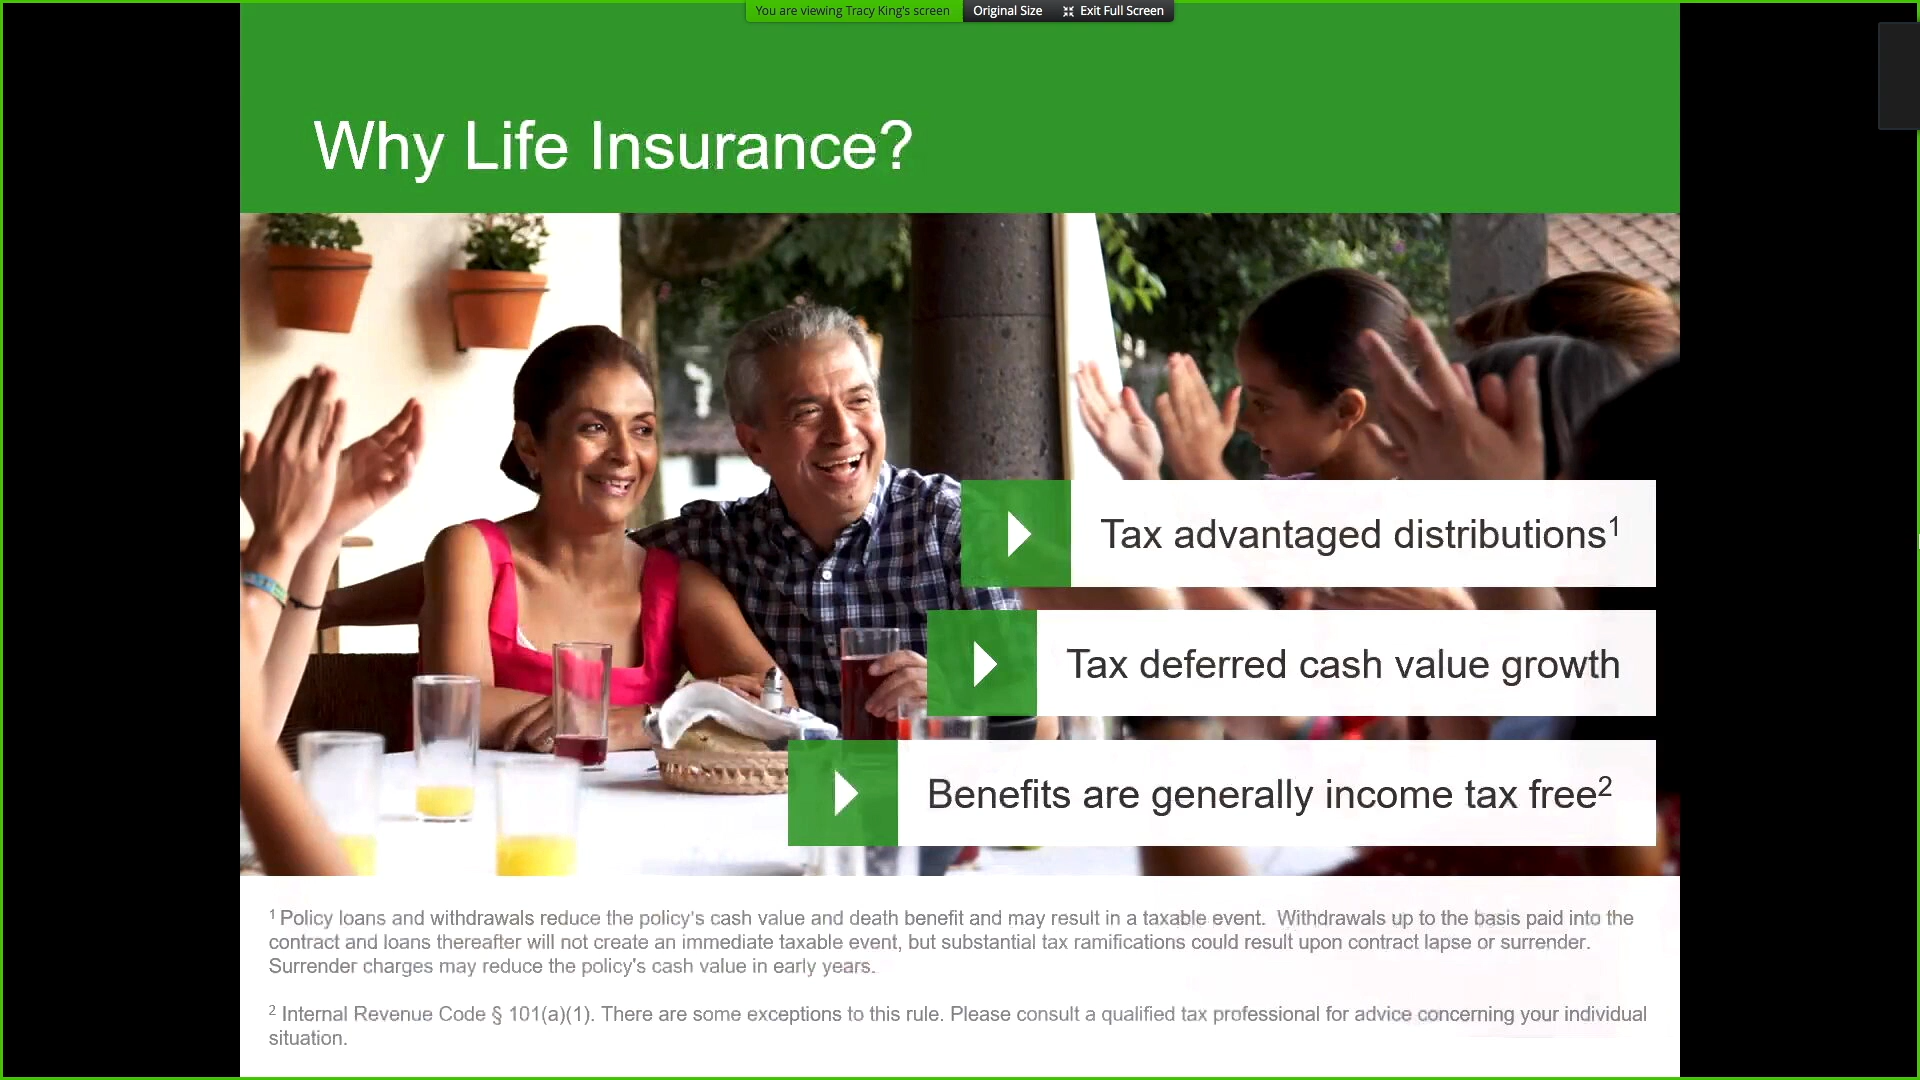 You are viewing Tracy King's screen
Original Size
Exit Full Screen
Why Life Insurance?
Tax advantaged distributions¹
Tax deferred cash value growth
Benefits are generally income tax free²
¹ Policy loans and withdrawals reduce the policy's cash value and death benefit and may result in a taxable event. Withdrawals up to the basis paid into the
contract and loans thereafter will not create an immediate taxable event, but substantial tax ramifications could result upon contract lapse or surrender.
Surrender charges may reduce the policy's cash value in early years.
² Internal Revenue Code § 101(a)(1). There are some exceptions to this rule. Please consult a qualified tax professional for advice concerning your individual
situation.